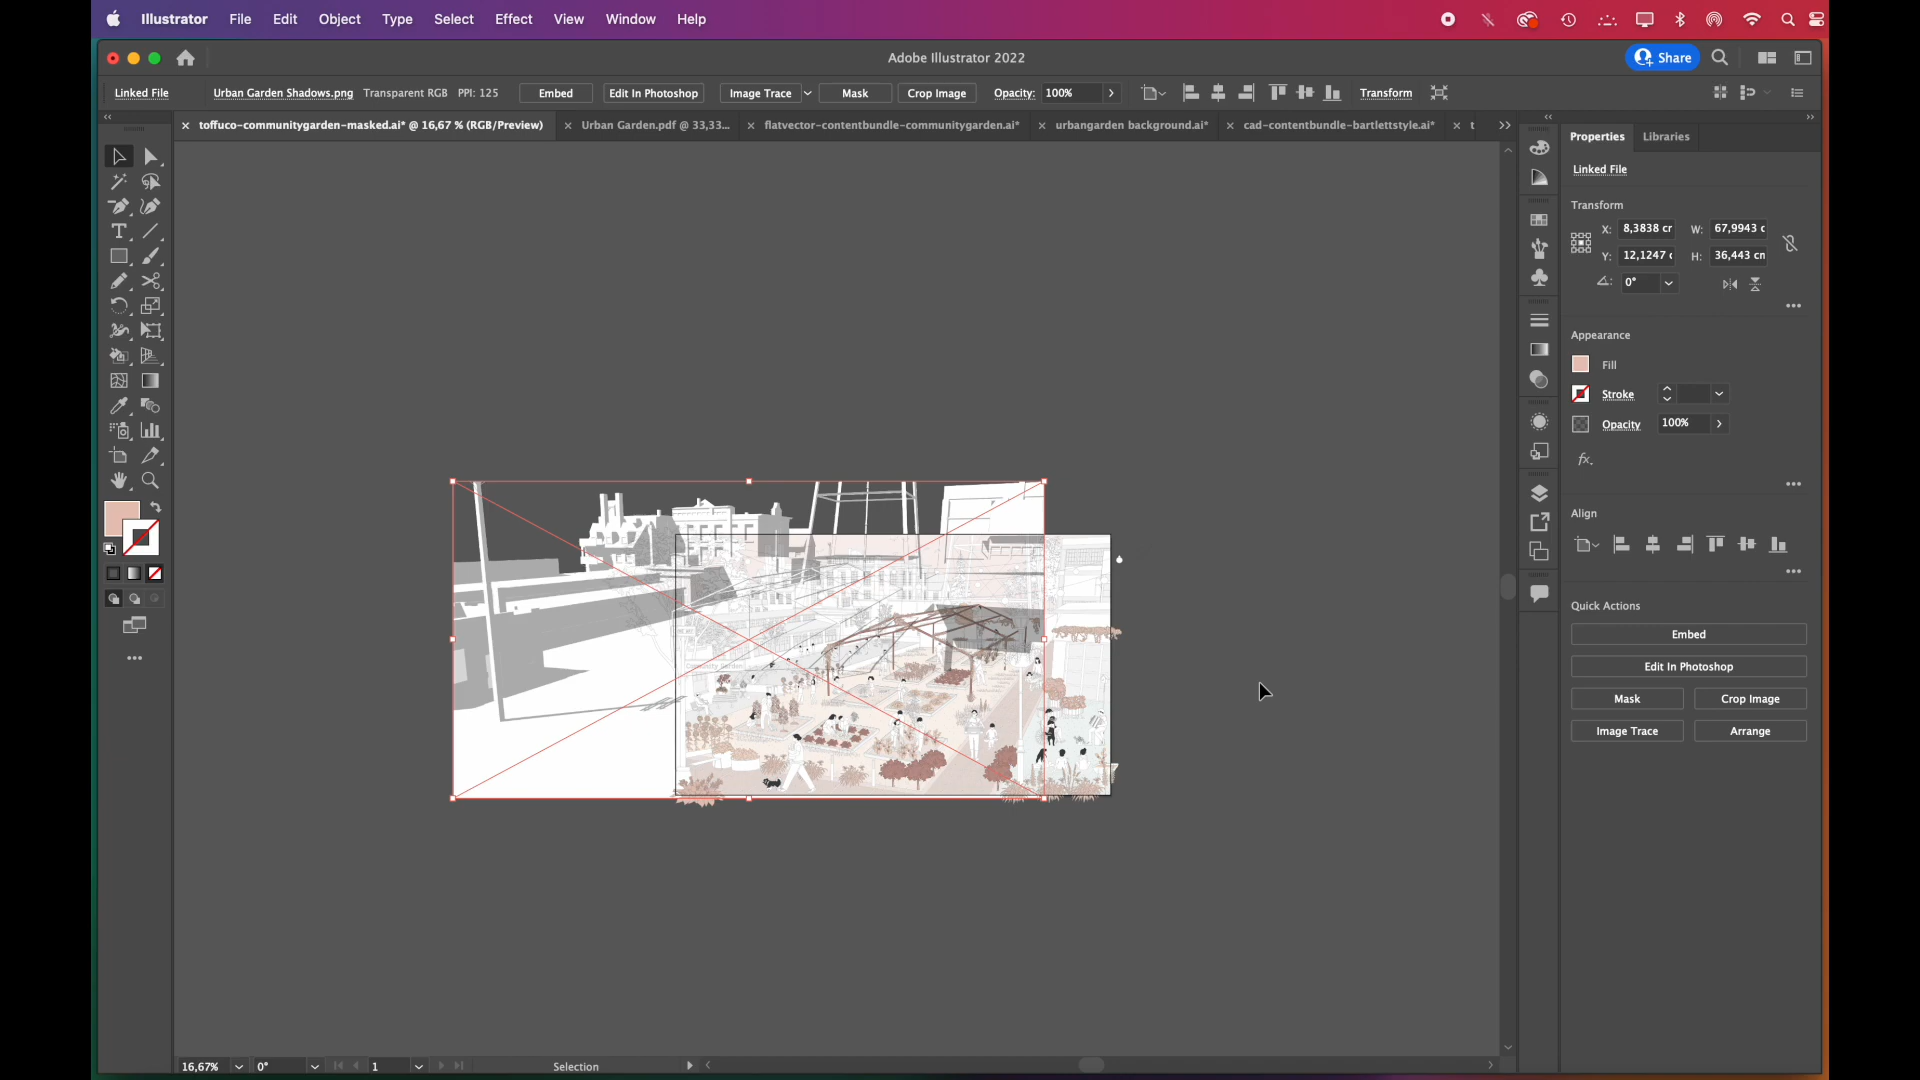 Illustrator File Edit Object Type Select Effect View Window Help
Adobe Illustrator 2022
Share
Linked File Urban Garden Shadows.png Transparent RGB PPI: 125 Embed Edit In Photoshop Image Trace Mask Crop Image Opacity: 100% Transform
toffuco-communitygarden-masked.ai* @ 16,67 % (RGB/Preview) Urban Garden.pdf @ 33,33... flatvector-contentbundle-communitygarden.ai* urbangarden background.ai* cad-contentbundle-bartlettstyle.ai* t
Properties Libraries
Linked File
Transform
X: 8,3838 cr W: 67,9943 c
Y: 12,1247 ( H: 36,443 cn
0°
Appearance
Fill
Stroke
Opacity 100%
fx.
Align
Quick Actions
Embed
Edit In Photoshop
Mask Crop Image
Image Trace Arrange
Community Garden
16,67% 0° 1 Selection